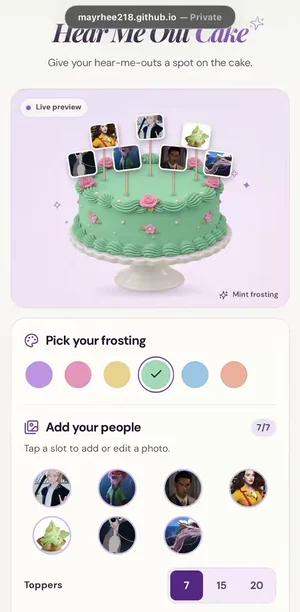 mayrhee218.github.io — Private
Hear Me Out Cake
Give your hear-me-outs a spot on the cake.
Live preview
Mint frosting
Pick your frosting
Add your people
7/7
Tap a slot to add or edit a photo.
Toppers
7
15
20